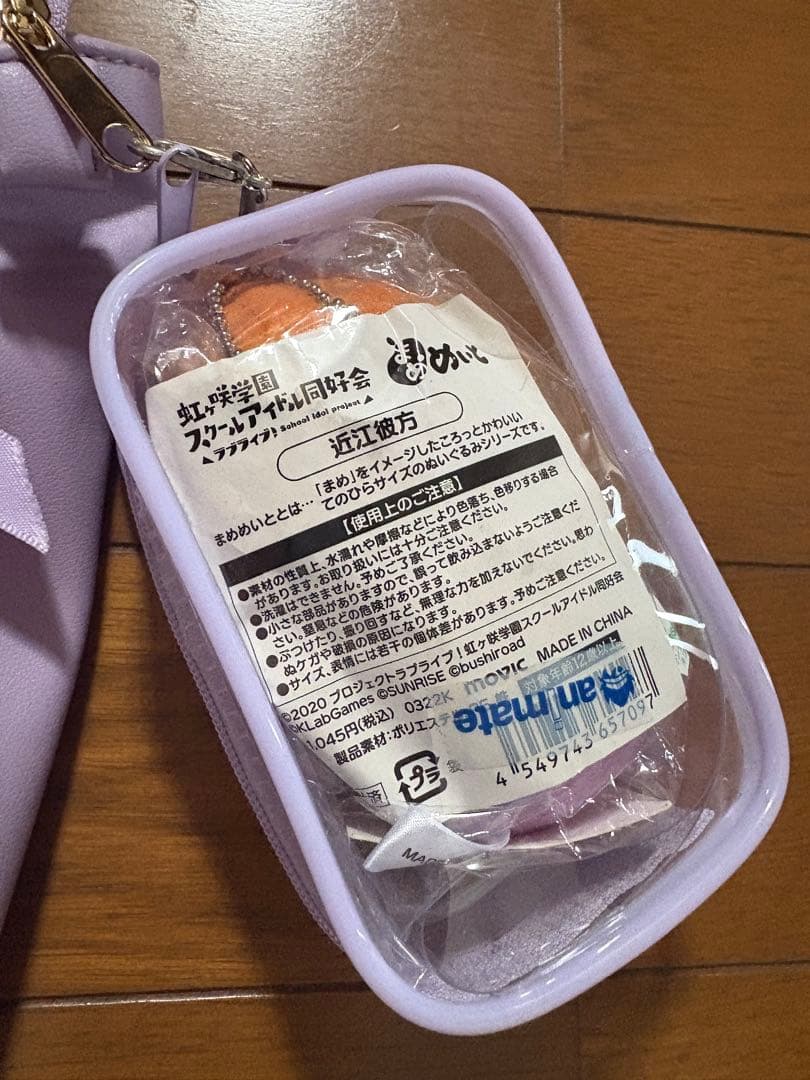 虹ヶ咲学園
スクールアイドル同好会
ラブライブ! School idol project
まめ めいと
近江彼方
まめめいととは… 「まめ」をイメージしたころっとかわいい
てのひらサイズのぬいぐるみシリーズです。
【使用上のご注意】
●素材の性質上、水濡れや摩擦などにより色落ち、色移りする場合
があります。お取り扱いには十分ご注意ください。
●洗濯はできません。予めご了承ください。
●小さな部品がありますので、誤って飲み込まないようご注意くだ
さい。窒息などの危険があります。
●ぶつけたり、振り回すなど、無理な力を加えないでください。思わ
ぬケガや破損の原因になります。
●サイズ、表情には若干の個体差があります。予めご注意ください。
©2020 プロジェクトラブライブ!虹ヶ咲学園スクールアイドル同好会
©KLabGames ©SUNRISE ©bushiroad
1,045円(税込) 0322K movic MADE IN CHINA
製品素材:ポリエス
対象年齢12歳以上
animate
プラ
袋
済
4 549743 657097
MA